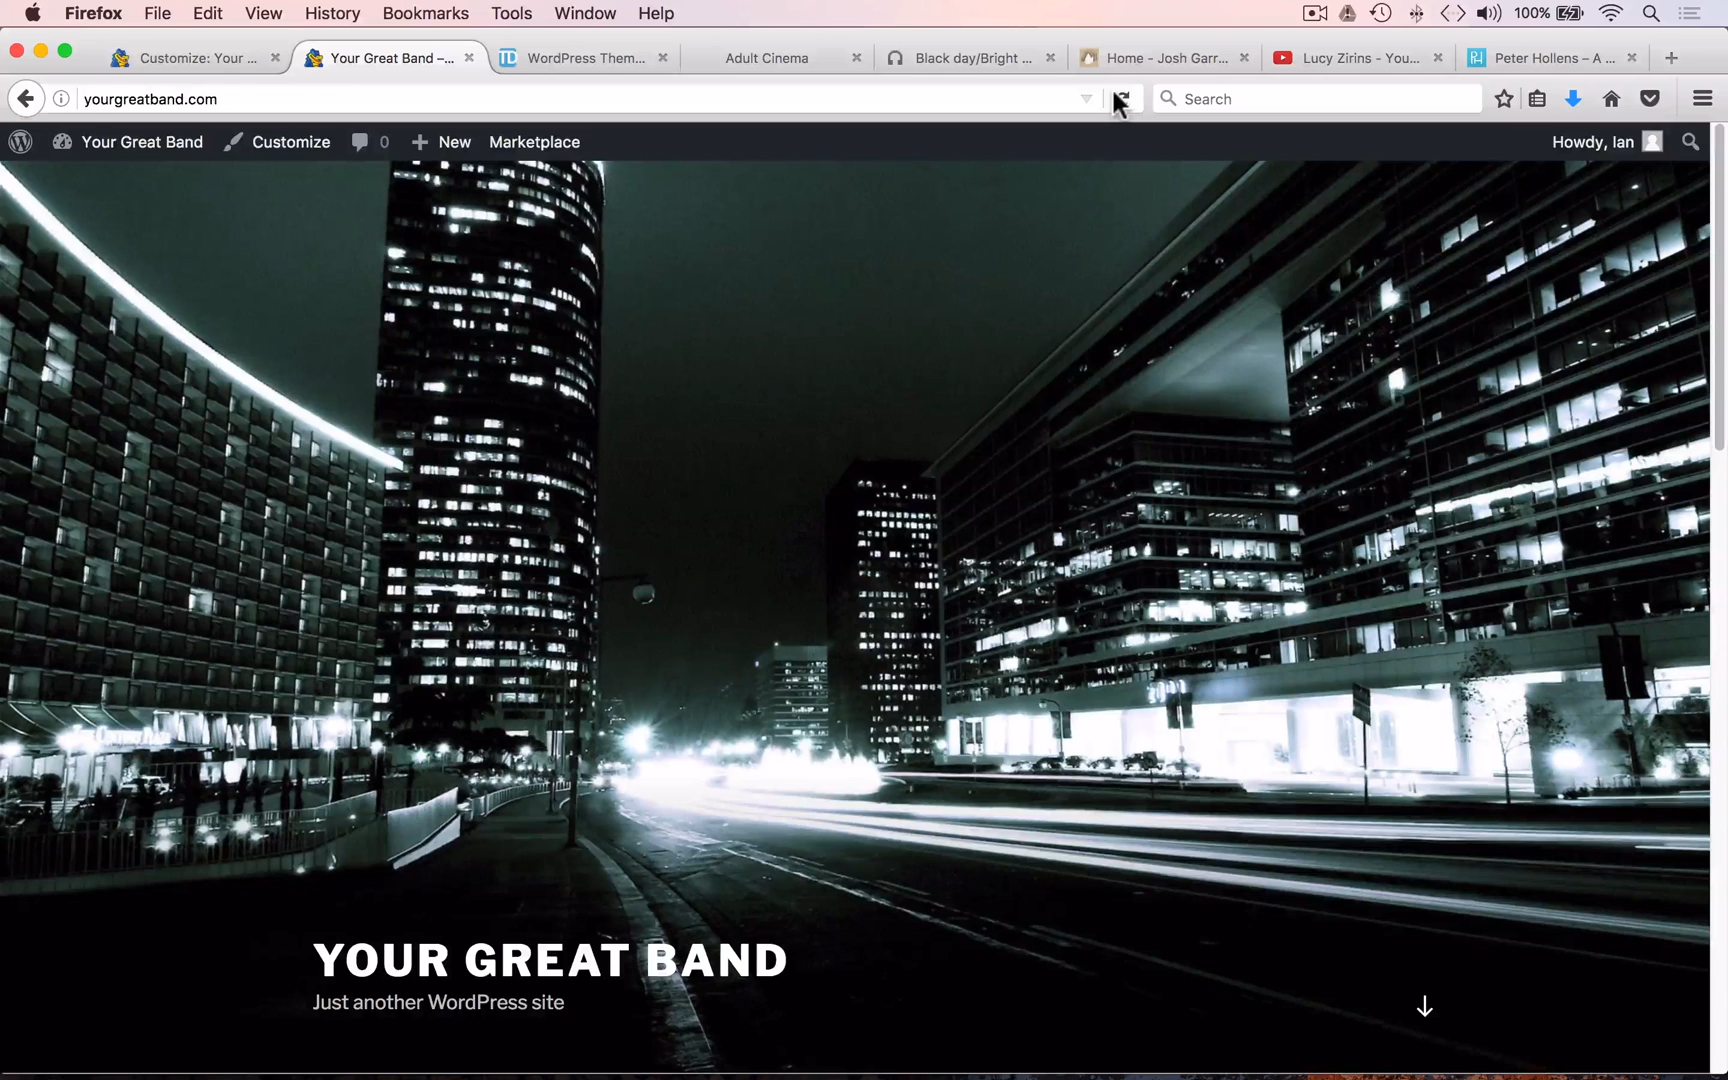 Firefox File Edit View History Bookmarks Tools Window Help 100%
Customize: Your ... Your Great Band –... TD WordPress Them... Adult Cinema Black day/Bright ... Home - Josh Garr... Lucy Zirins - You... PH Peter Hollens – A ...
yourgreatband.com Search
Your Great Band Customize 0 New Marketplace Howdy, Ian
YOUR GREAT BAND
Just another WordPress site